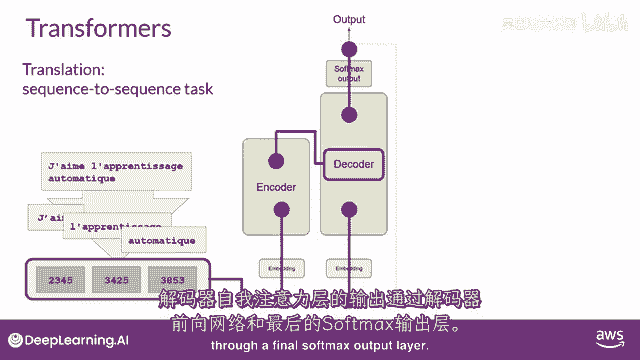 Transformers
Translation:
sequence-to-sequence task
Output
Softmax
output
Decoder
Encoder
Embedding
Embedding
J'aime l'apprentissage
automatique
J'aime
l'apprentissage
automatique
2345
3425
3853
解码器自我注意力层的输出通过解码器
前向网络和最后的Softmax输出层。
through a final softmax output layer.
DeepLearning.AI
aws